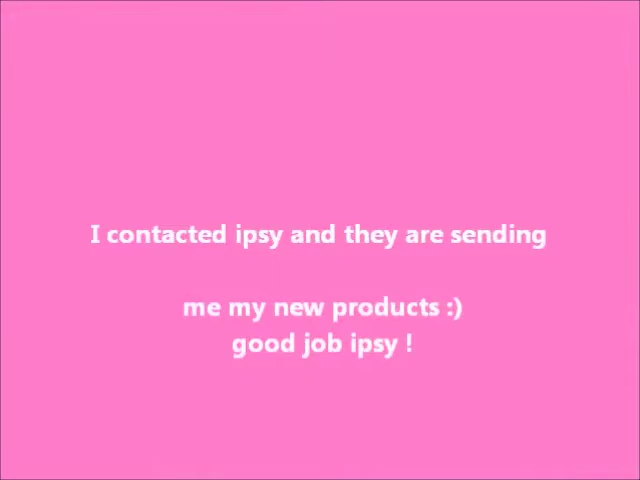 I contacted ipsy and they are sending
me my new products :)
good job ipsy !